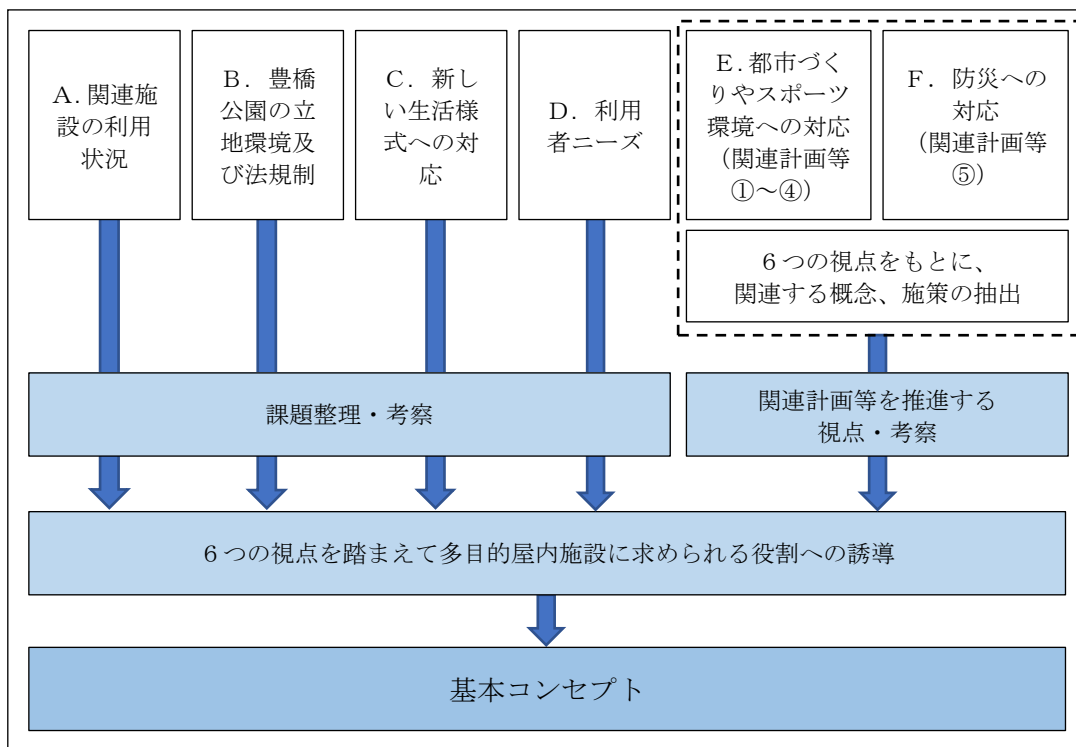 A．関連施
設の利用
状況
B．豊橋
公園の立
地環境及
び法規制
C．新し
い生活様
式への対
応
D．利用
者ニーズ
E．都市づく
りやスポーツ
環境への対応
（関連計画等
①～④）
F．防災への
対応
（関連計画等
⑤）
６つの視点をもとに、
関連する概念、施策の抽出
課題整理・考察
関連計画等を推進する
視点・考察
６つの視点を踏まえて多目的屋内施設に求められる役割への誘導
基本コンセプト